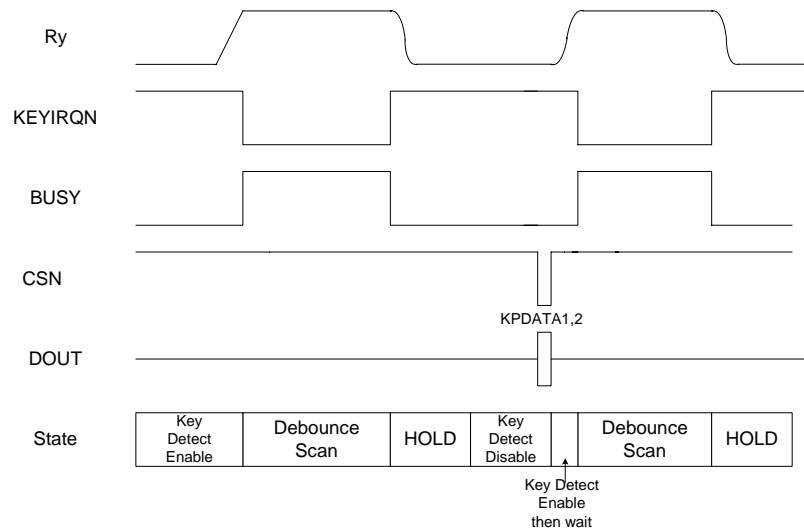 Ry
KEYIRQN
BUSY
CSN
KPDATA1,2
DOUT
State
Key
Detect
Enable
Debounce
Scan
HOLD
Key
Detect
Disable
Debounce
Scan
HOLD
Key Detect
Enable
then wait